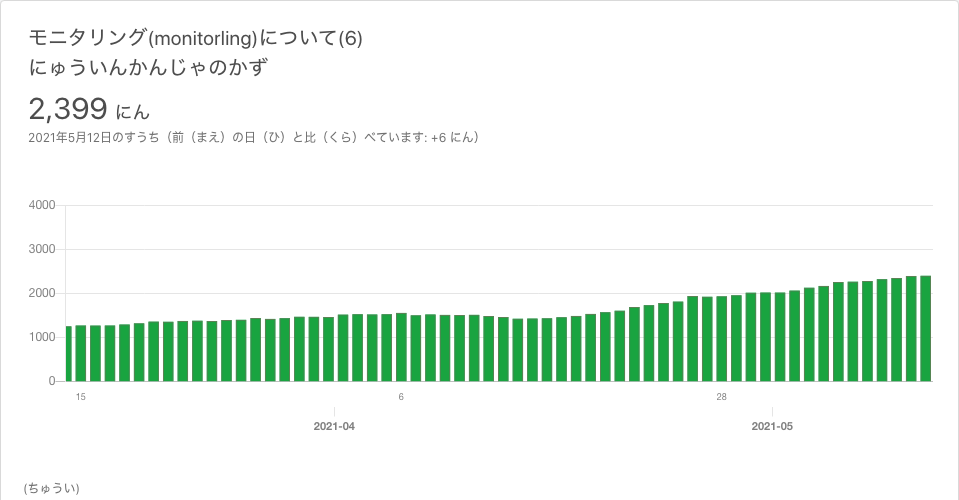 モニタリング(monitorling)について(6)
にゅういんかんじゃのかず
2,399 にん
2021年5月12日のすうち（前（まえ）の日（ひ）と比（くら）べています: +6 にん）
4000
3000
2000
1000
0
15 6 28
2021-04 2021-05
(ちゅうい)